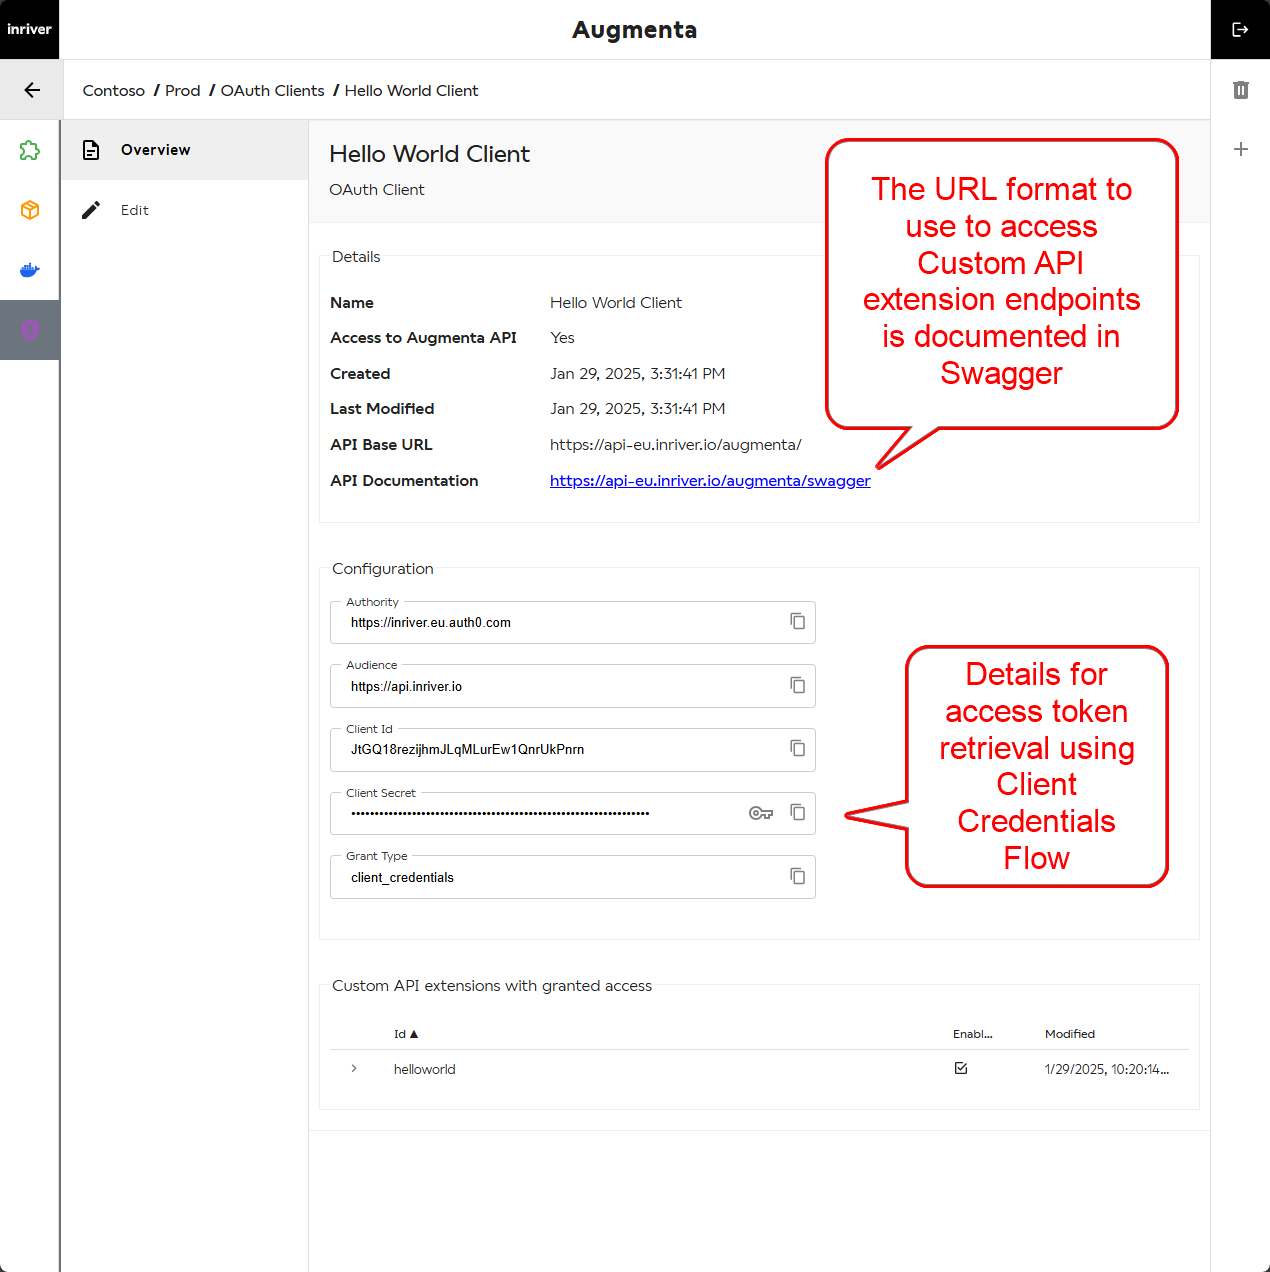 inriver
Augmenta
Contoso / Prod / OAuth Clients / Hello World Client
Overview
Edit
Hello World Client
OAuth Client
The URL format to
use to access
Custom API
extension endpoints
is documented in
Swagger
Details
Name Hello World Client
Access to Augmenta API Yes
Created Jan 29, 2025, 3:31:41 PM
Last Modified Jan 29, 2025, 3:31:41 PM
API Base URL https://api-eu.inriver.io/augmenta/
API Documentation https://api-eu.inriver.io/augmenta/swagger
Configuration
Authority
https://inriver.eu.auth0.com
Audience
https://api.inriver.io
Client Id
JtGQ18rezijhmJLqMLurEw1QnrUkPnrn
Client Secret
Grant Type
client_credentials
Details for
access token
retrieval using
Client
Credentials
Flow
Custom API extensions with granted access
Id ▲ Enabl... Modified
helloworld 1/29/2025, 10:20:14...